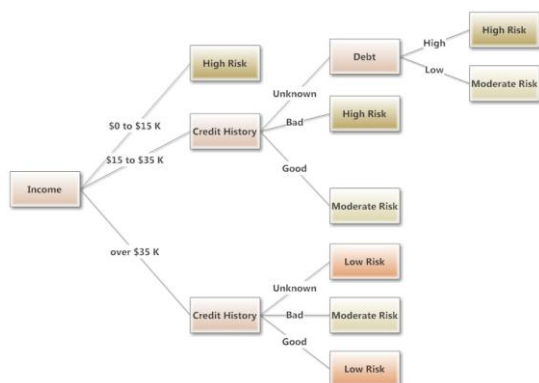 High Risk
High
Debt
High Risk
Low
Moderate Risk
Unknown
$0 to $15 K
Credit History
Bad
High Risk
$15 to $35 K
Good
Income
Moderate Risk
over $35 K
Low Risk
Unknown
Credit History
Bad
Moderate Risk
Good
Low Risk